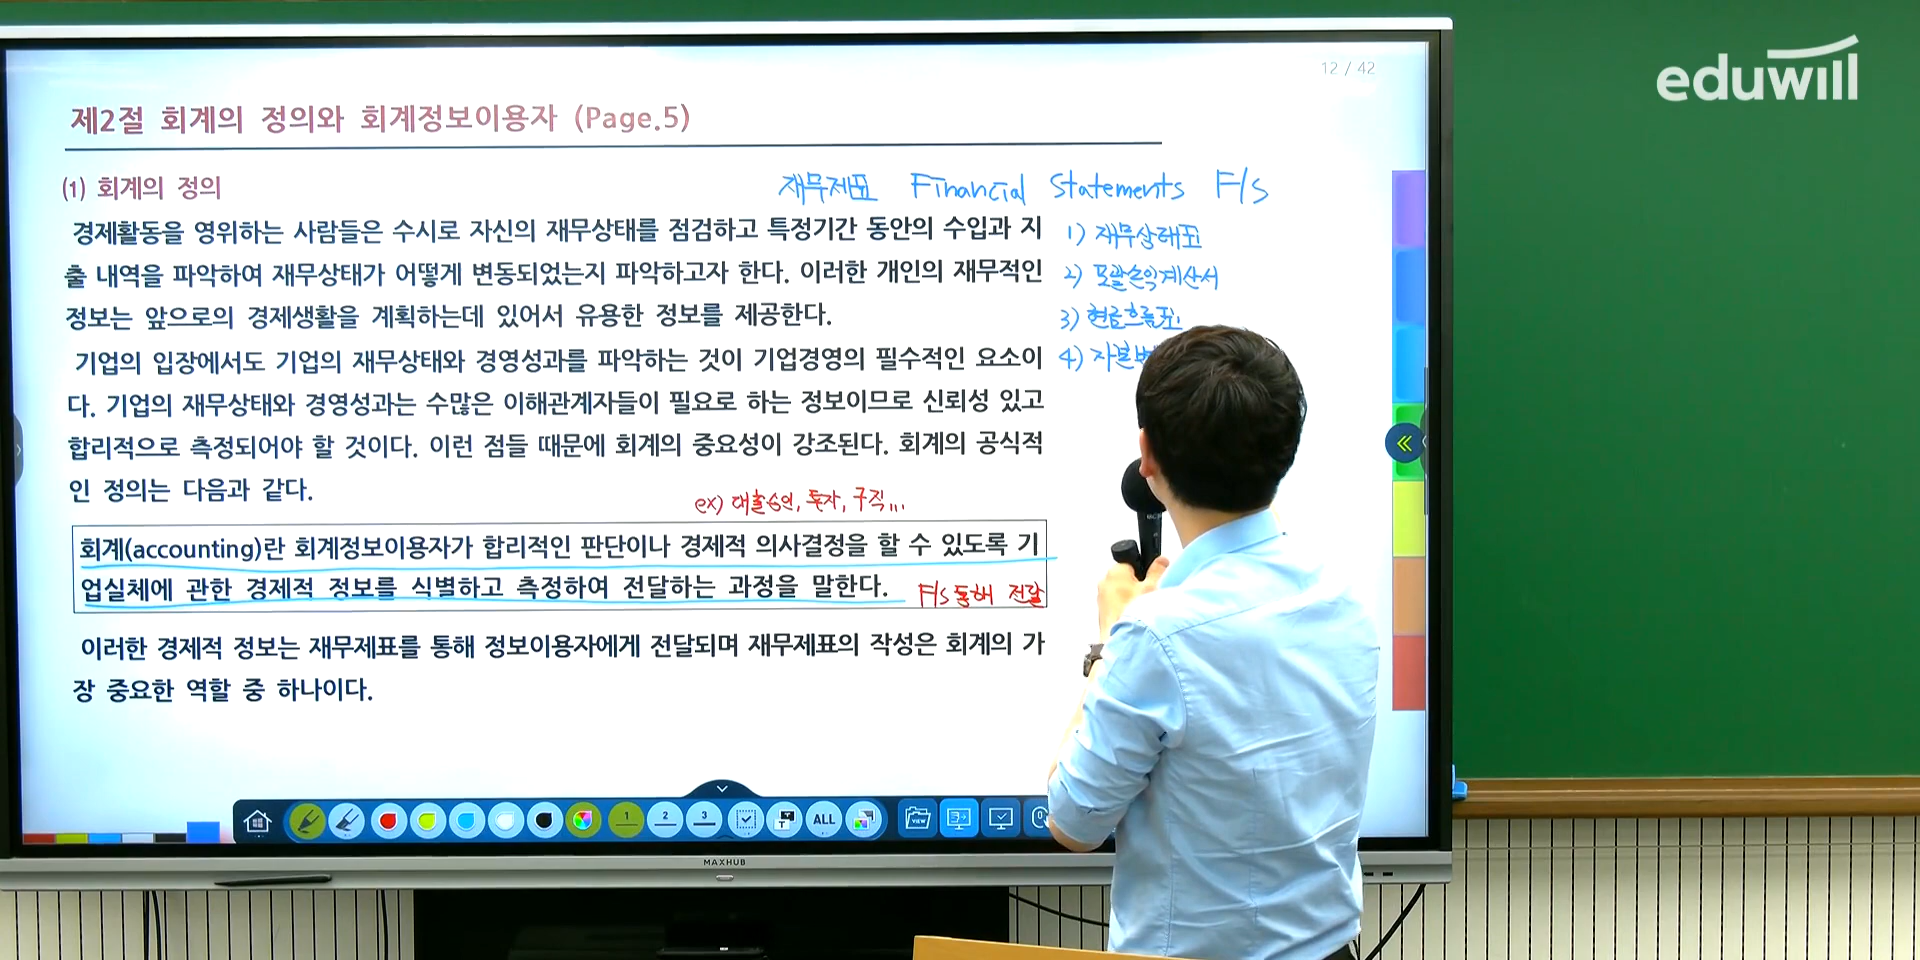 eduwill
12 / 42
제2절 회계의 정의와 회계정보이용자 (Page.5)
(1) 회계의 정의
재무제표 Financial Statements F/S
경제활동을 영위하는 사람들은 수시로 자신의 재무상태를 점검하고 특정기간 동안의 수입과 지
출 내역을 파악하여 재무상태가 어떻게 변동되었는지 파악하고자 한다. 이러한 개인의 재무적인
정보는 앞으로의 경제생활을 계획하는데 있어서 유용한 정보를 제공한다.
기업의 입장에서도 기업의 재무상태와 경영성과를 파악하는 것이 기업경영의 필수적인 요소이
다. 기업의 재무상태와 경영성과는 수많은 이해관계자들이 필요로 하는 정보이므로 신뢰성 있고
합리적으로 측정되어야 할 것이다. 이런 점들 때문에 회계의 중요성이 강조된다. 회계의 공식적
인 정의는 다음과 같다.
1) 재무상태표
2) 포괄손익계산서
3) 현금흐름표
4) 자본변
ex) 대출승인, 투자, 구직...
회계(accounting)란 회계정보이용자가 합리적인 판단이나 경제적 의사결정을 할 수 있도록 기
업실체에 관한 경제적 정보를 식별하고 측정하여 전달하는 과정을 말한다.
F/S 통해 전달
이러한 경제적 정보는 재무제표를 통해 정보이용자에게 전달되며 재무제표의 작성은 회계의 가
장 중요한 역할 중 하나이다.
1 2 3 ALL VIEW
MAXHUB